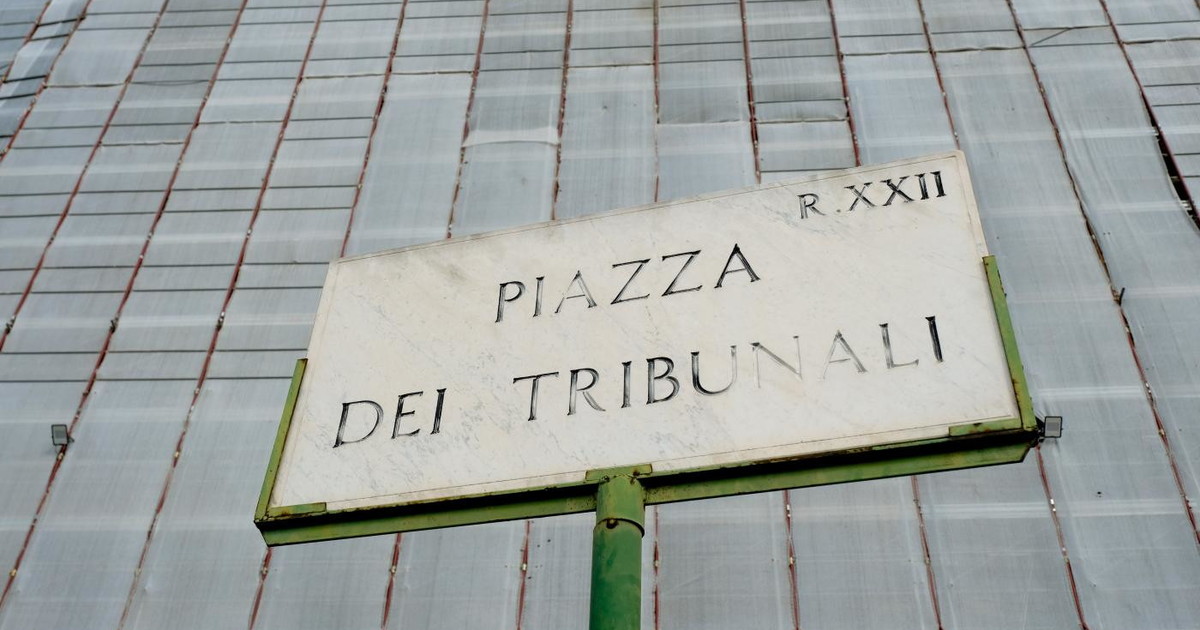 R. XXII
PIAZZA
DEI TRIBUNALI